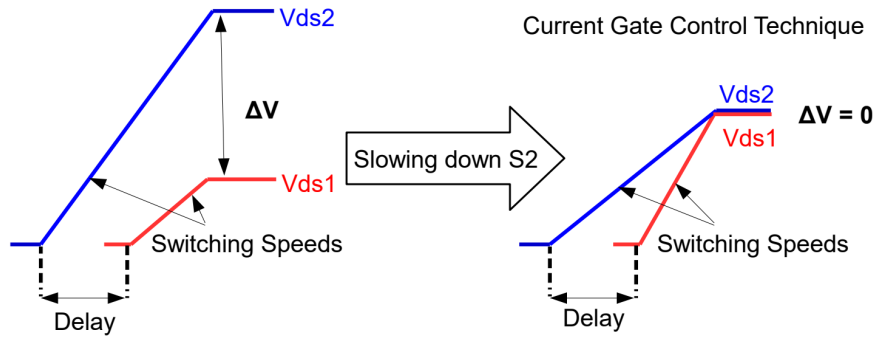 Vds2
Current Gate Control Technique
ΔV
Vds2
ΔV = 0
Vds1
Slowing down S2
Vds1
Switching Speeds
Switching Speeds
Delay
Delay